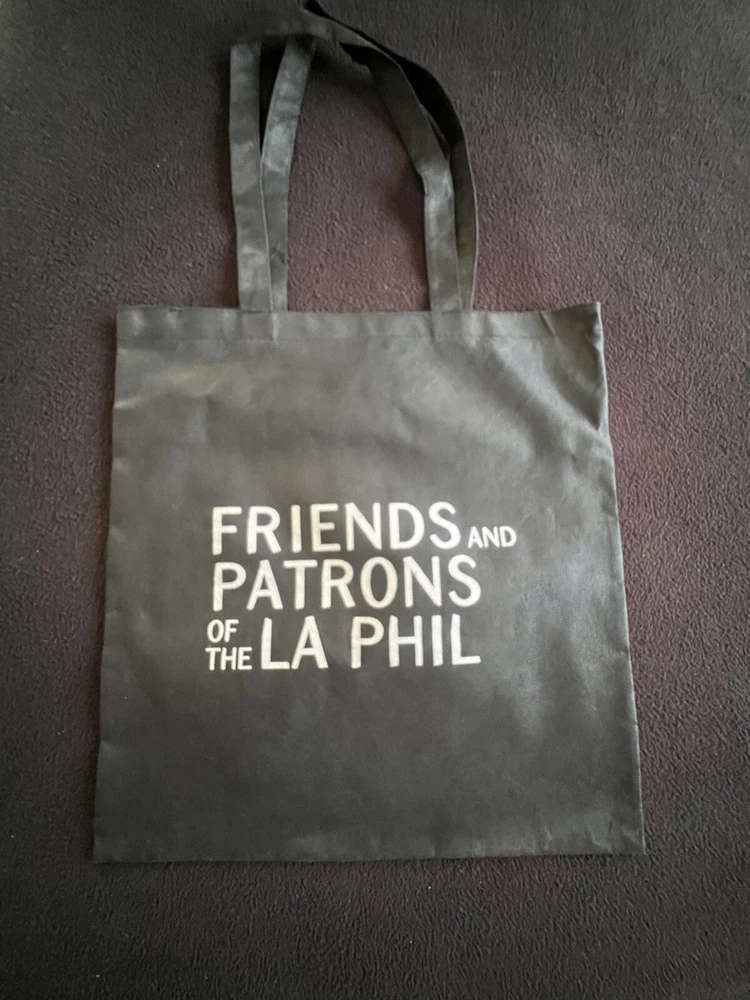 FRIENDS AND
PATRONS
OF THE LA PHIL